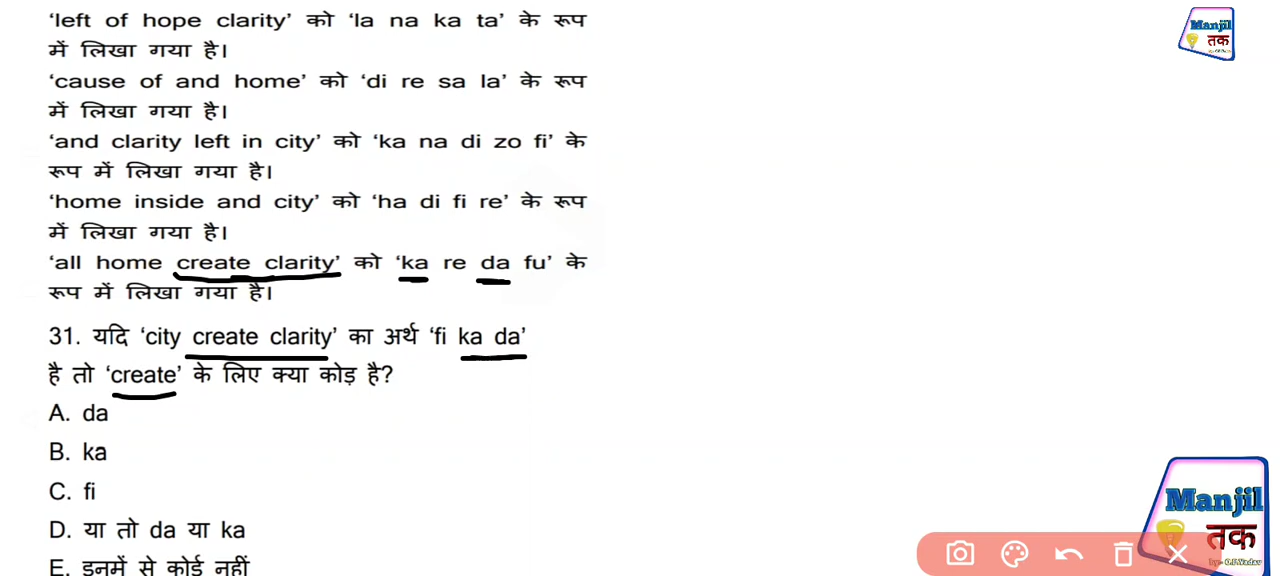 ‘left of hope clarity’ को ‘la na ka ta’ के रूप
में लिखा गया है।
‘cause of and home’ को ‘di re sa la’ के रूप
में लिखा गया है।
‘and clarity left in city’ को ‘ka na di zo fi’ के
रूप में लिखा गया है।
‘home inside and city’ को ‘ha di fi re’ के रूप
में लिखा गया है।
‘all home create clarity’ को ‘ka re da fu’ के
रूप में लिखा गया है।
31. यदि ‘city create clarity’ का अर्थ ‘fi ka da’
है तो ‘create’ के लिए क्या कोड़ है?
A. da
B. ka
C. fi
D. या तो da या ka
E. इनमें से कोई नहीं
Manjil
तक
Manjil
तक
by:- O.P.Yadav